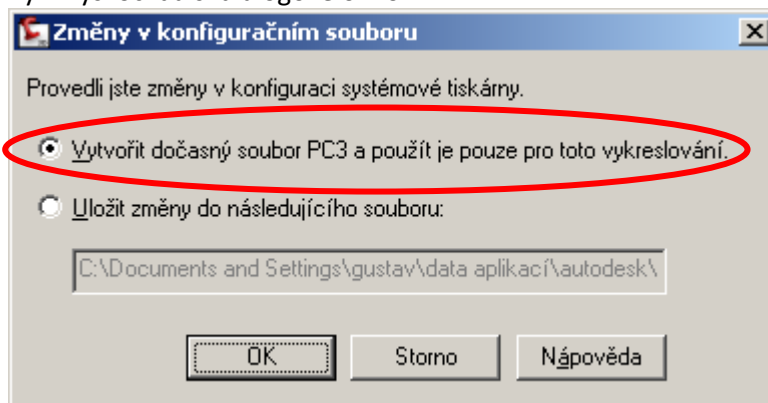 Změny v konfiguračním souboru
Provedli jste změny v konfiguraci systémové tiskárny.
Vytvořit dočasný soubor PC3 a použít je pouze pro toto vykreslování.
Uložit změny do následujícího souboru:
C:\Documents and Settings\gustav\data aplikací\autodesk\
OK
Storno
Nápověda